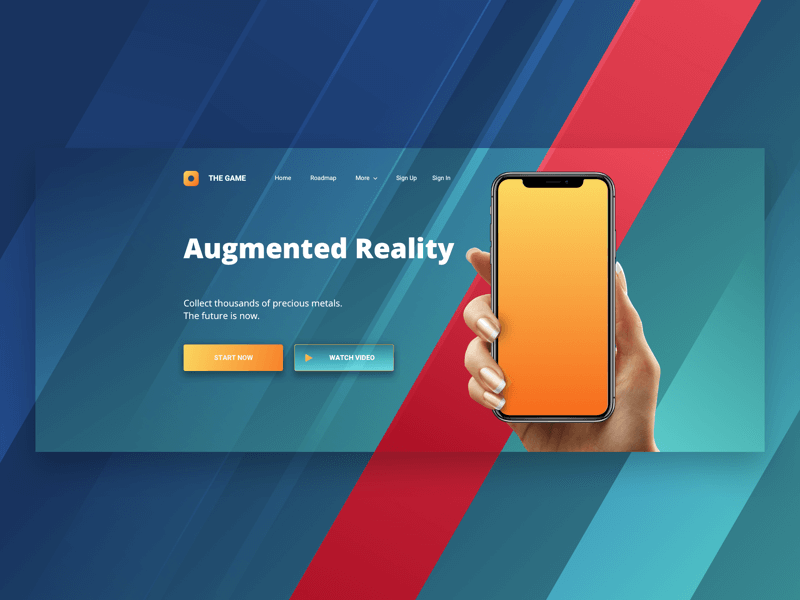 THE GAME
Home Roadmap More Sign Up Sign In
Augmented Reality
Collect thousands of precious metals.
The future is now.
START NOW
WATCH VIDEO